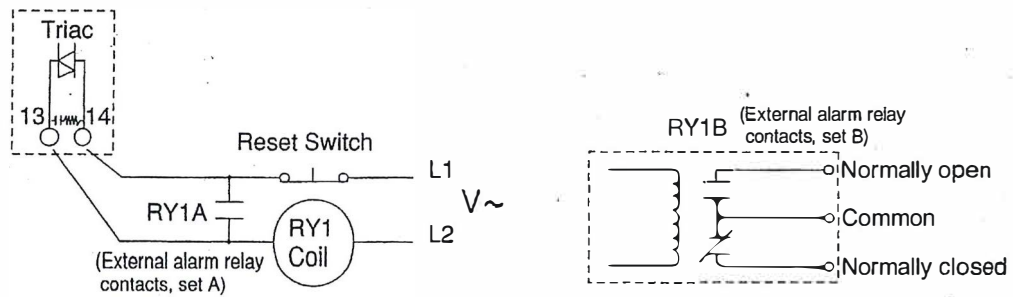 Triac
13
14
Reset Switch
L1
RY1A
V~
RY1
Coil
L2
(External alarm relay
contacts, set A)
RY1B
(External alarm relay
contacts, set B)
Normally open
Common
Normally closed